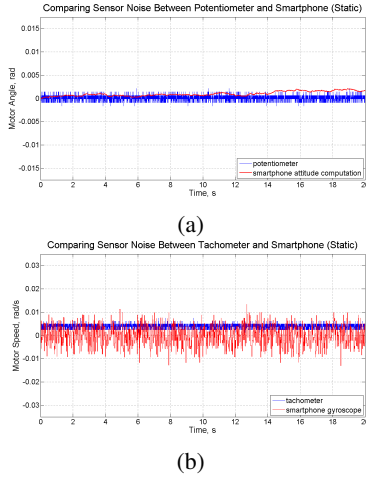 Comparing Sensor Noise Between Potentiometer and Smartphone (Static)
0.015
0.01
0.005
0
-0.005
-0.01
-0.015
Motor Angle, rad
0 2 4 6 8 10 12 14 16 18 20
Time, s
potentiometer
smartphone attitude computation
(a)
Comparing Sensor Noise Between Tachometer and Smartphone (Static)
0.03
0.02
0.01
0
-0.01
-0.02
-0.03
Motor Speed, rad/s
0 2 4 6 8 10 12 14 16 18 20
Time, s
tachometer
smartphone gyroscope
(b)